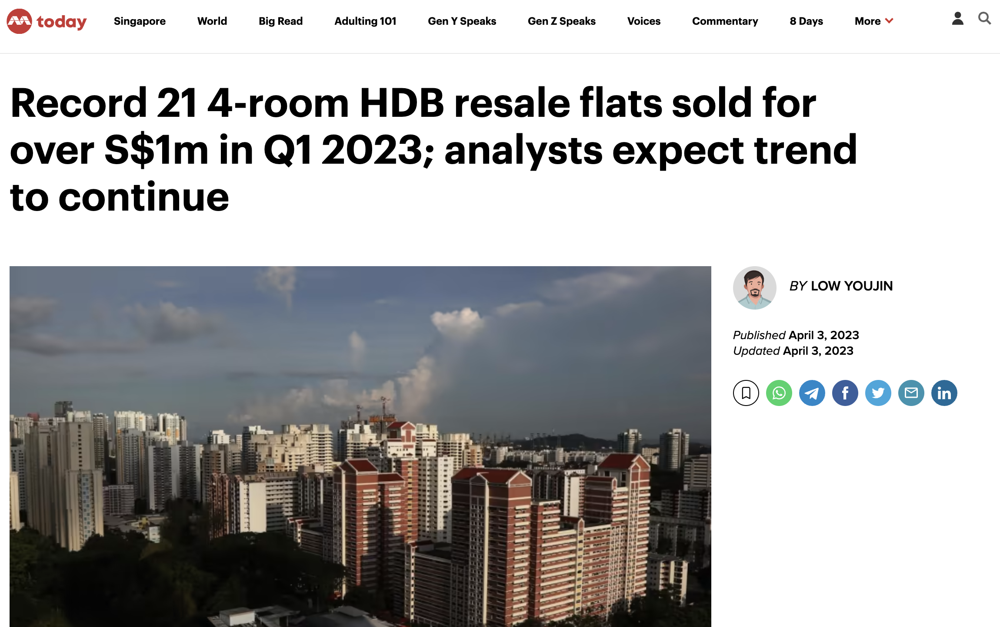 today
Singapore
World
Big Read
Adulting 101
Gen Y Speaks
Gen Z Speaks
Voices
Commentary
8 Days
More
Record 21 4-room HDB resale flats sold for
over S$1m in Q1 2023; analysts expect trend
to continue
BY LOW YOUJIN
Published April 3, 2023
Updated April 3, 2023
21